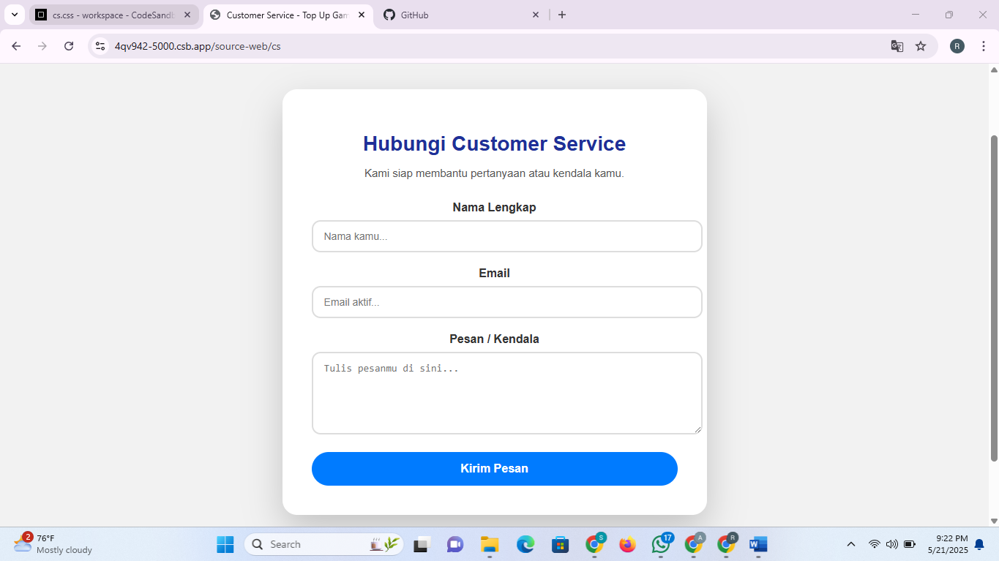 cs.css - workspace - CodeSandb
Customer Service - Top Up Gam
GitHub
4qv942-5000.csb.app/source-web/cs
R
Hubungi Customer Service
Kami siap membantu pertanyaan atau kendala kamu.
Nama Lengkap
Nama kamu...
Email
Email aktif...
Pesan / Kendala
Tulis pesanmu di sini...
Kirim Pesan
2
76°F
Mostly cloudy
Search
S
17
A
R
W
9:22 PM
5/21/2025